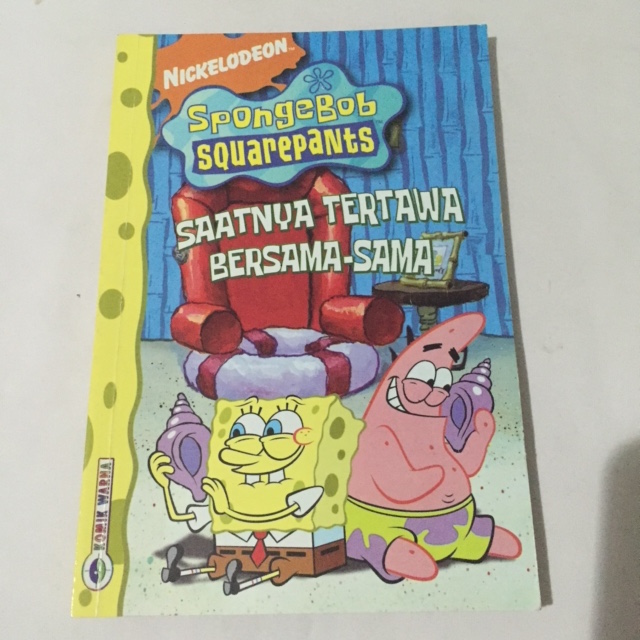 NICKELODEON
SpongeBob
SQUAREPANTS
SAATNYA TERTAWA
BERSAMA-SAMA
KOMIK WARNA